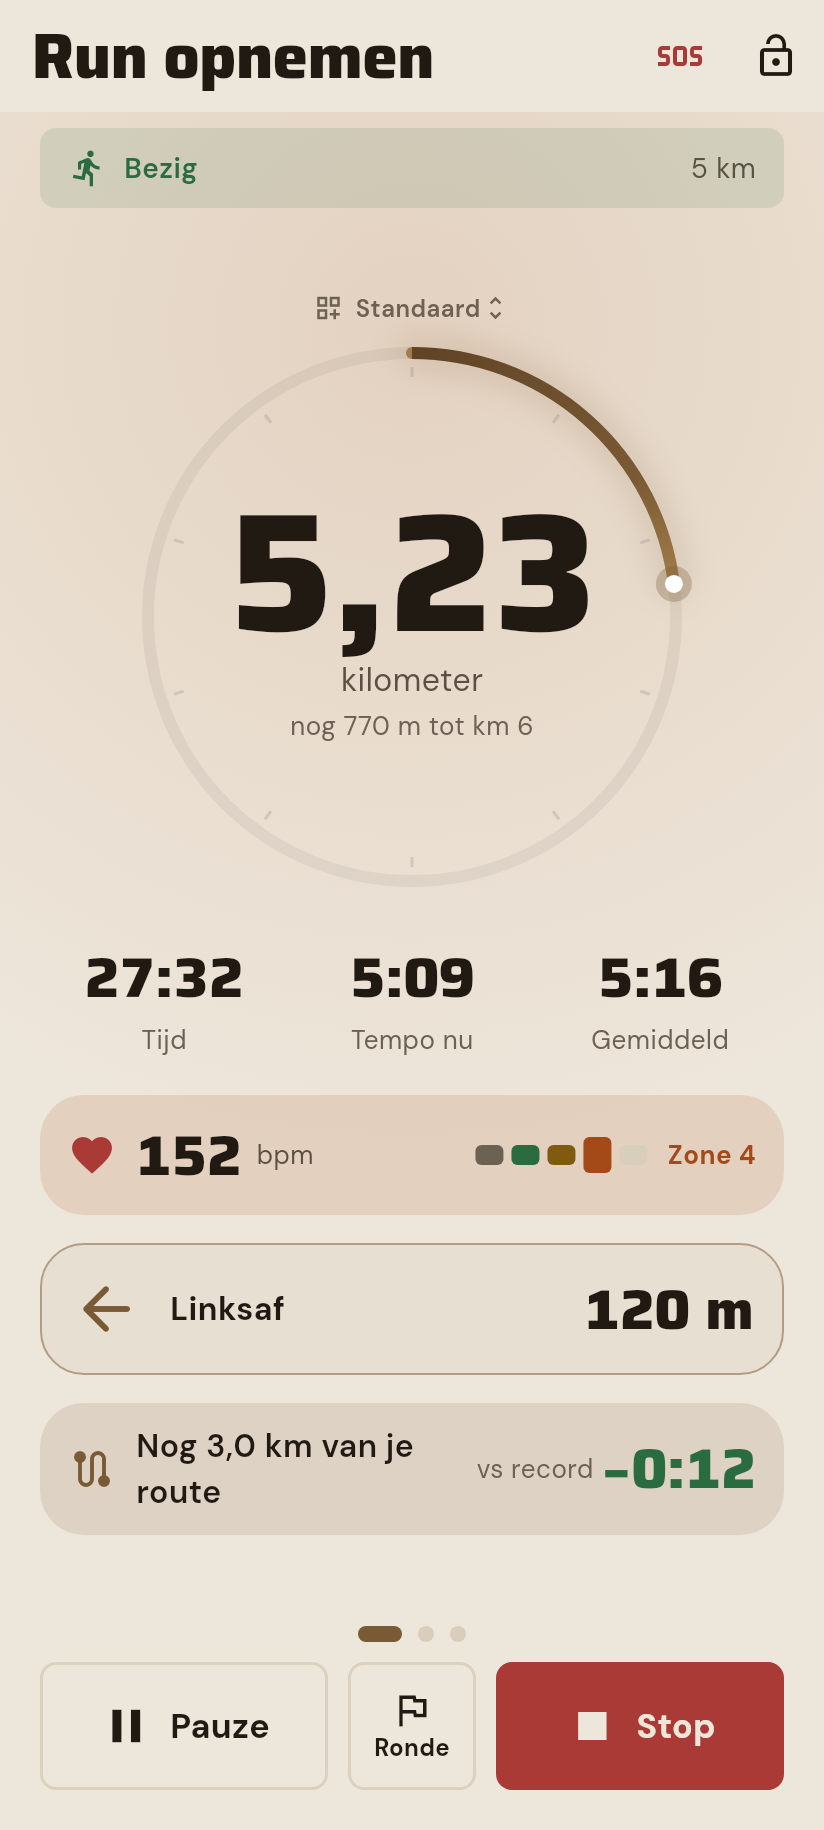 Run opnemen
SOS
Bezig
5 km
Standaard
5,23
kilometer
nog 770 m tot km 6
27:32
5:09
5:16
Tijd
Tempo nu
Gemiddeld
152 bpm
Zone 4
Linksaf
120 m
Nog 3,0 km van je
route
vs record -0:12
Pauze
Ronde
Stop